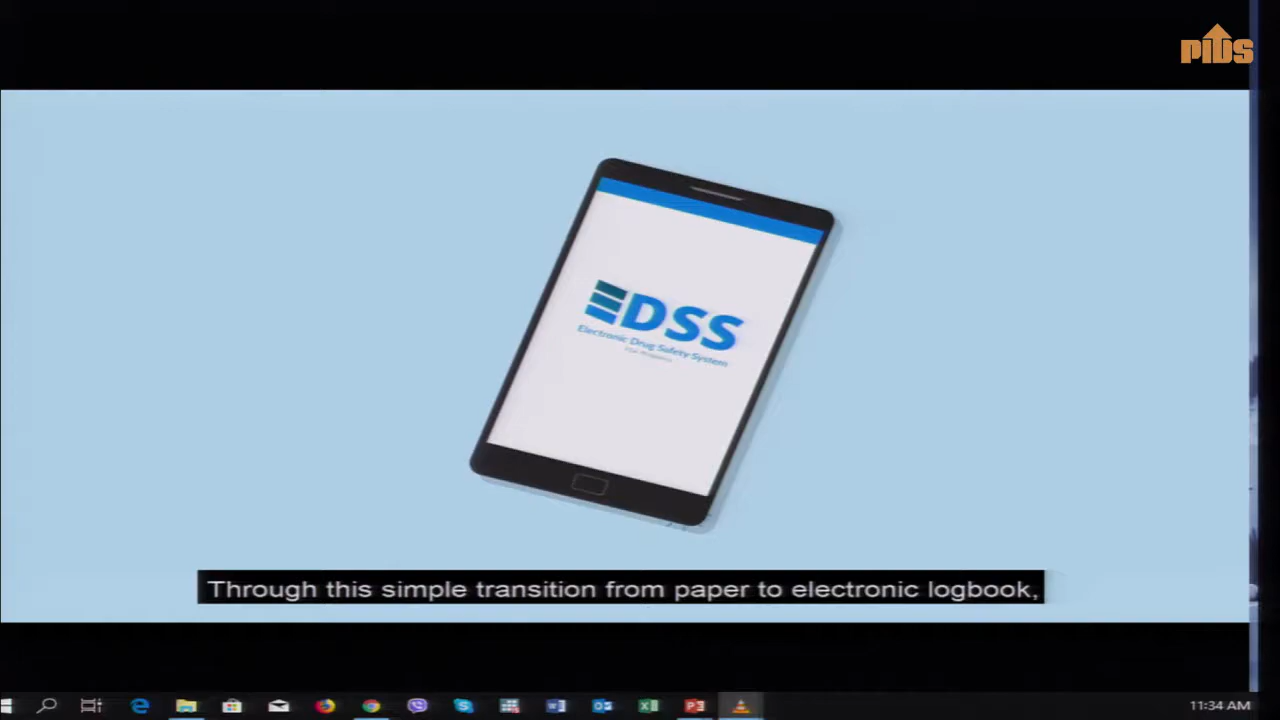 PIDS
EDSS
Electronic Drug Safety System
Through this simple transition from paper to electronic logbook,
11:34 AM